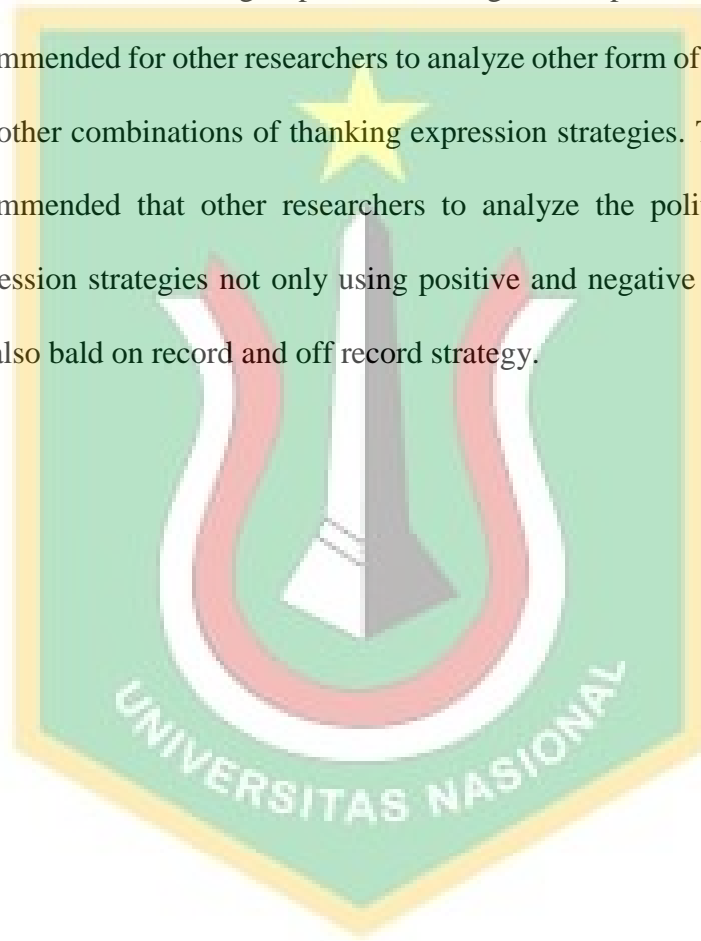 mmended for other researchers to analyze other form of
other combinations of thanking expression strategies.
mmended that other researchers to analyze the
ession strategies not only using positive and negative
also bald on record and off record strategy.
UNIVERSITAS NASIONAL